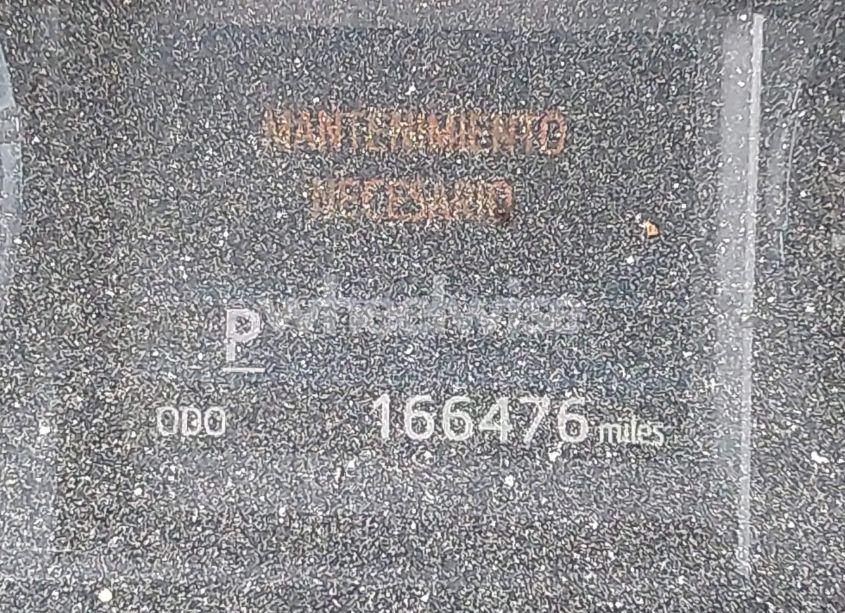 MANTENIMIENTO
NECESARIO
P
ODO 166476 miles